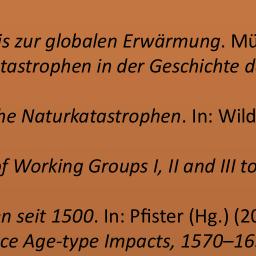 is zur globalen Erwärmung. Mü
tastrophen in der Geschichte d
he Naturkatastrophen. In: Wild
of Working Groups I, II and III to
n seit 1500. In: Pfister (Hg.) (20
ce Age-type Impacts, 1570–16